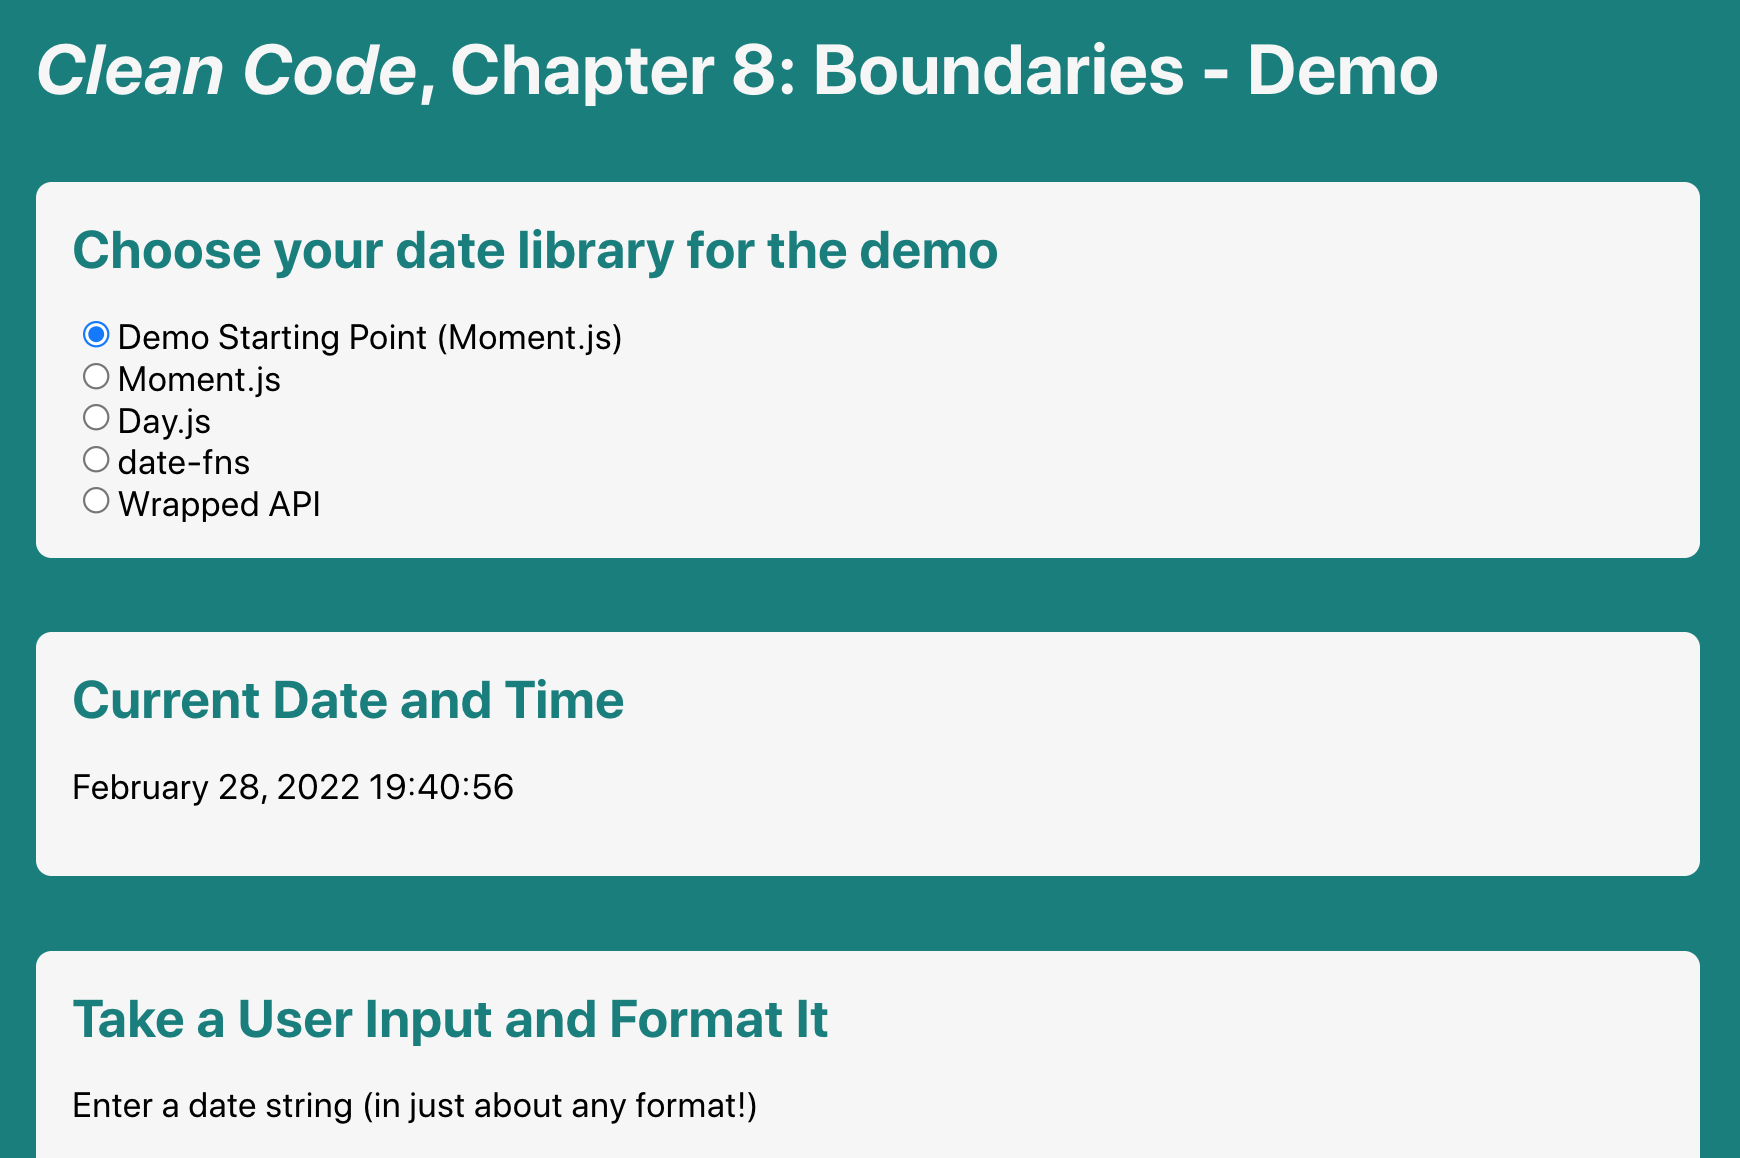 Clean Code, Chapter 8: Boundaries - Demo
Choose your date library for the demo
Demo Starting Point (Moment.js)
Moment.js
Day.js
date-fns
Wrapped API
Current Date and Time
February 28, 2022 19:40:56
Take a User Input and Format It
Enter a date string (in just about any format!)